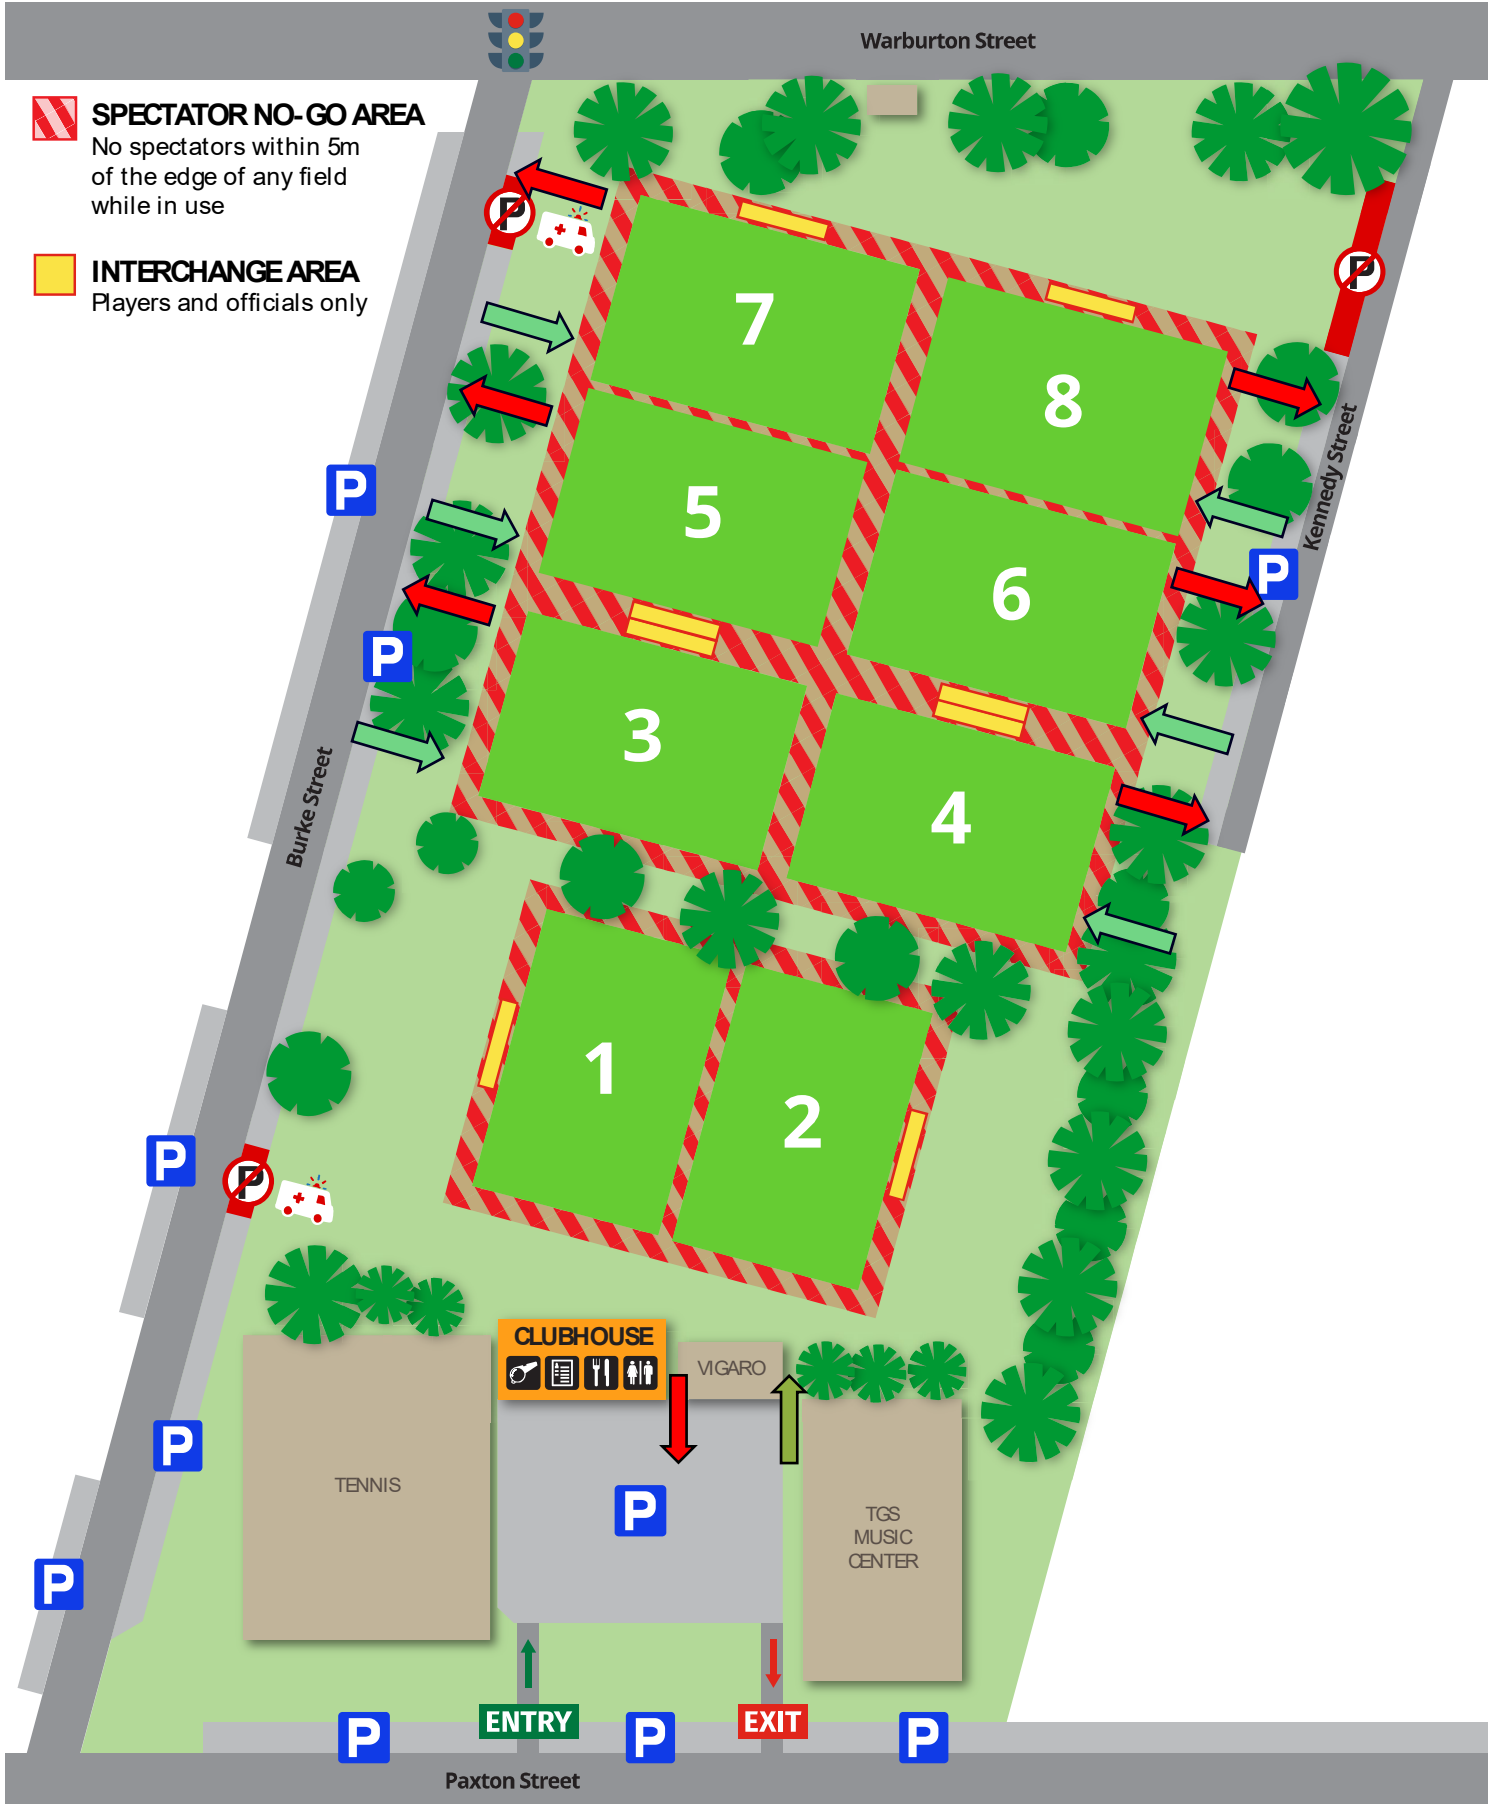 Warburton Street
SPECTATOR NO-GO AREA
No spectators within 5m
of the edge of any field
while in use
INTERCHANGE AREA
Players and officials only
P
P
7
8
Kennedy Street
P
5
6
P
P
3
4
Burke Street
1
2
P
P
CLUBHOUSE
VIGARO
P
TENNIS
P
TGS
MUSIC
CENTER
P
ENTRY
EXIT
P
P
P
Paxton Street